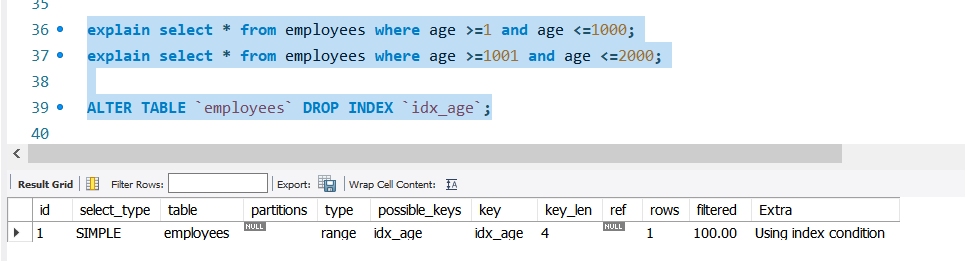 35
36 explain select * from employees where age >=1 and age <=1000;
37 explain select * from employees where age >=1001 and age <=2000;
38
39 ALTER TABLE `employees` DROP INDEX `idx_age`;
40
Result Grid Filter Rows: Export: Wrap Cell Content: IA
id select_type table partitions type possible_keys key key_len ref rows filtered Extra
1 SIMPLE employees NULL range idx_age idx_age 4 NULL 1 100.00 Using index condition